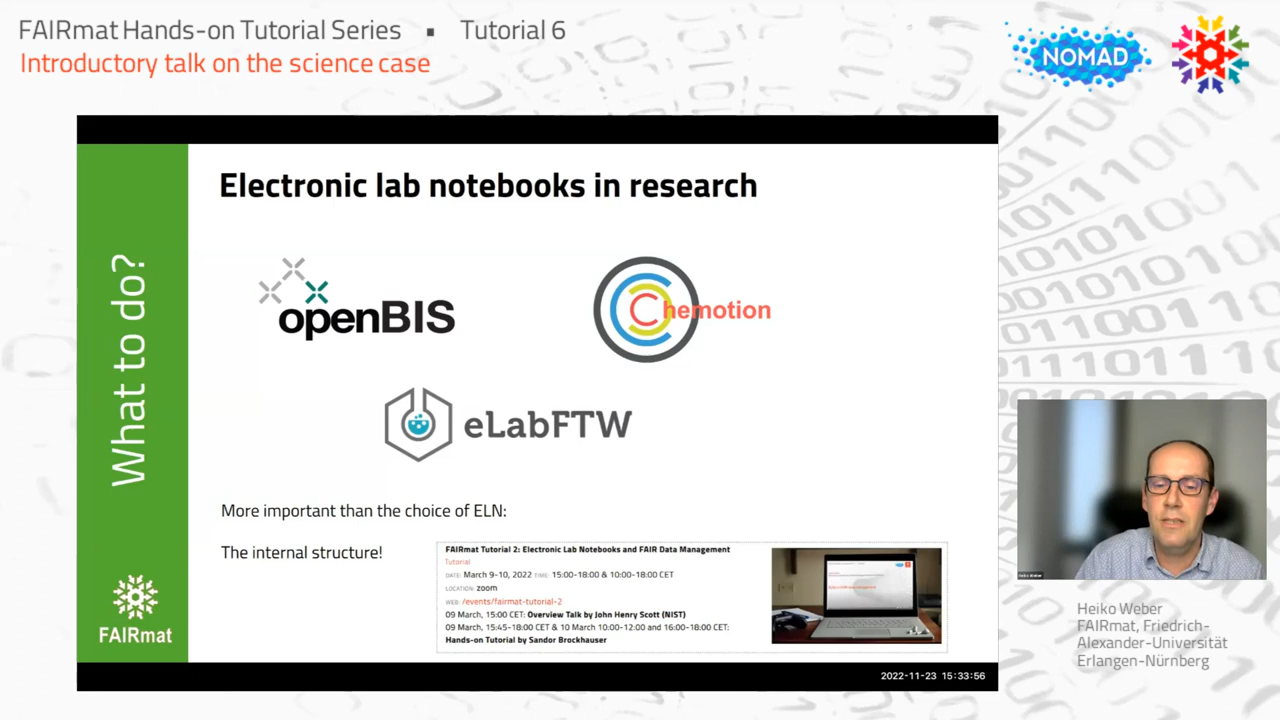 FAIRmat Hands-on Tutorial Series ▪ Tutorial 6
Introductory talk on the science case
NOMAD
What to do?
Electronic lab notebooks in research
openBIS
Chemotion
eLabFTW
More important than the choice of ELN:
The internal structure!
FAIRmat Tutorial 2: Electronic Lab Notebooks and FAIR Data Management
Tutorial
DATE: March 9-10, 2022 TIME: 15:00-18:00 & 10:00-18:00 CET
LOCATION: zoom
WEB: /events/fairmat-tutorial-2
09 March, 15:00 CET: Overview Talk by John Henry Scott (NIST)
09 March, 15:45-18:00 CET & 10 March 10:00-12:00 and 16:00-18:00 CET:
Hands-on Tutorial by Sandor Brockhauser
FAIRmat
2022-11-23 15:33:56
Heiko Weber
Heiko Weber
FAIRmat, Friedrich-
Alexander-Universität
Erlangen-Nürnberg